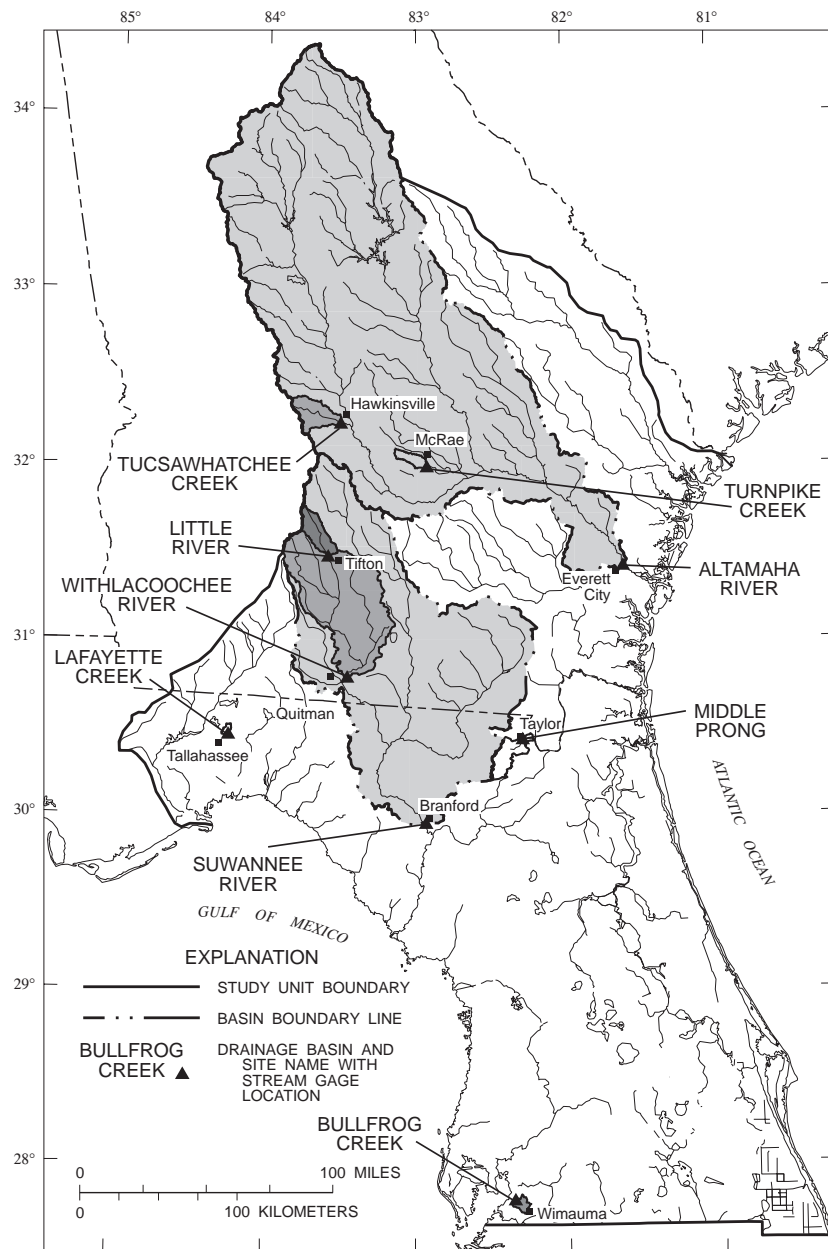 85°
84°
83°
82°
81°
34°
33°
Hawkinsville
McRae
32°
TUCSAWHATCHEE
CREEK
TURNPIKE
CREEK
LITTLE
RIVER
Tifton
WITHLACOOCHEE
RIVER
Everett
City
ALTAMAHA
RIVER
31°
LAFAYETTE
CREEK
Quitman
Taylor
MIDDLE
PRONG
Tallahassee
30°
Branford
ATLANTIC OCEAN
SUWANNEE
RIVER
GULF OF MEXICO
EXPLANATION
29°
STUDY UNIT BOUNDARY
BASIN BOUNDARY LINE
BULLFROG
CREEK
DRAINAGE BASIN AND
SITE NAME WITH
STREAM GAGE
LOCATION
BULLFROG
CREEK
28°
0 100 MILES
0 100 KILOMETERS
Wimauma